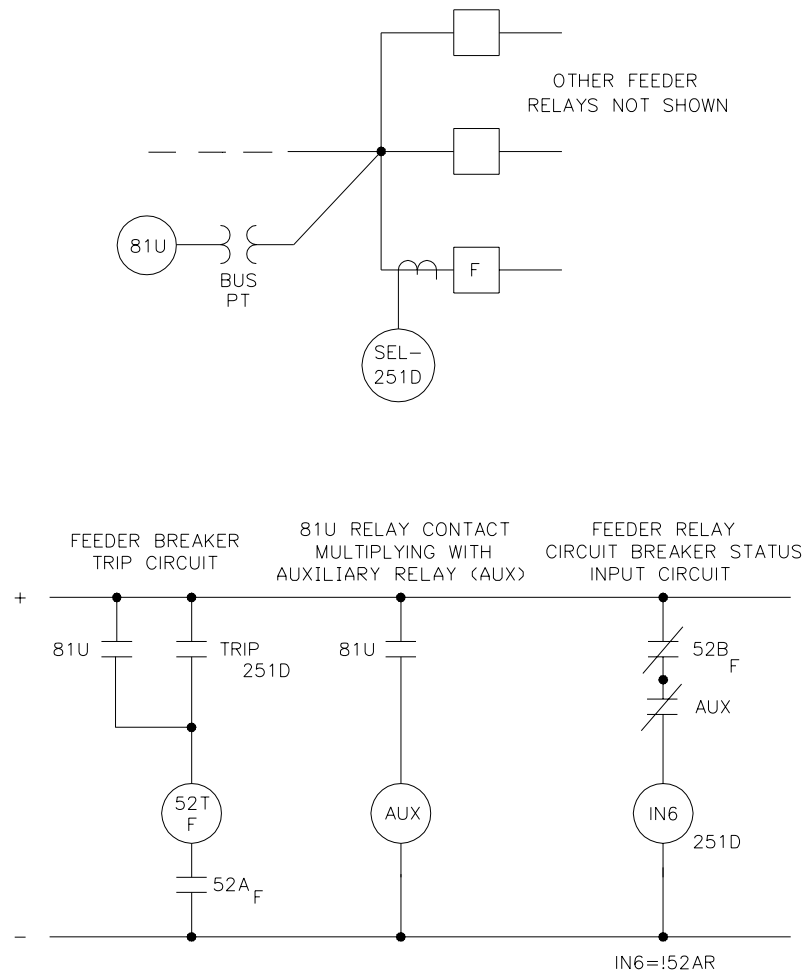 OTHER FEEDER
RELAYS NOT SHOWN
81U
BUS
PT
F
SEL-
251D
FEEDER BREAKER
TRIP CIRCUIT
81U RELAY CONTACT
MULTIPLYING WITH
AUXILIARY RELAY (AUX)
FEEDER RELAY
CIRCUIT BREAKER STATUS
INPUT CIRCUIT
+
81U
TRIP
251D
81U
52B
F
AUX
52T
F
AUX
IN6
251D
52A
F
-
IN6=!52AR